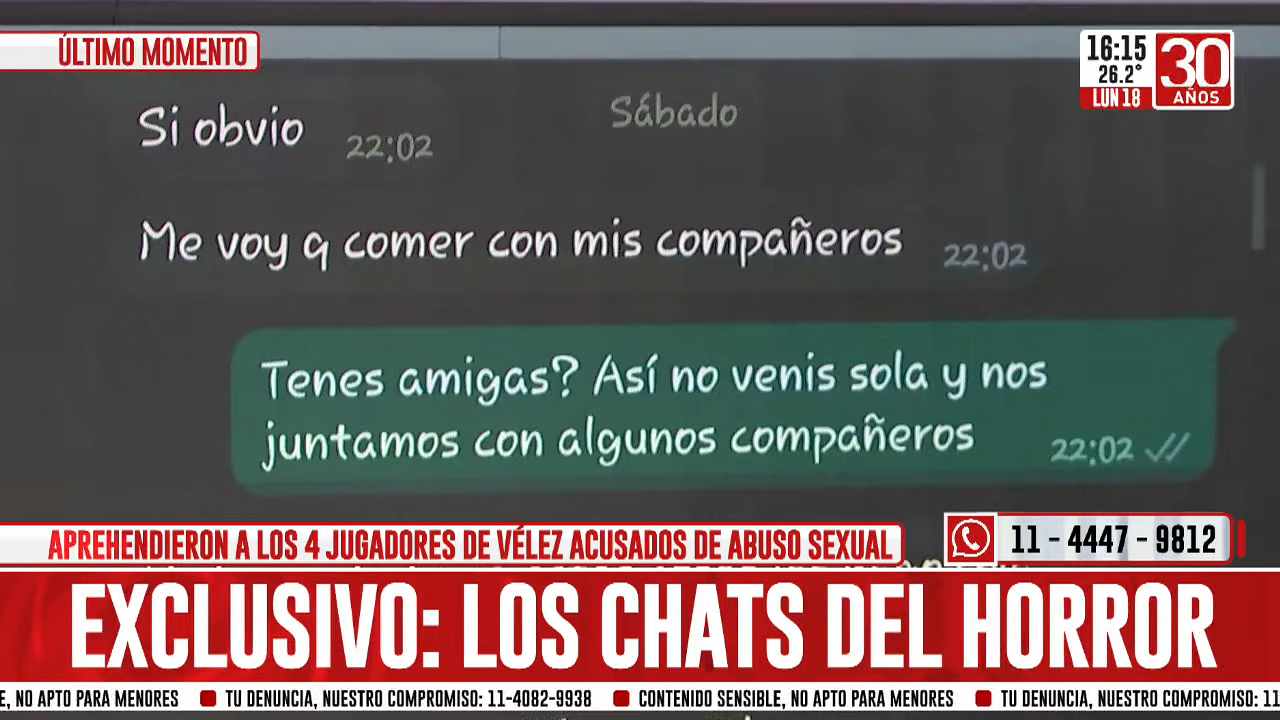 ÚLTIMO MOMENTO
16:15
26.2°
LUN 18
30
AÑOS
Sábado
Si obvio 22:02
Me voy q comer con mis compañeros 22:02
Tenes amigas? Así no venis sola y nos
juntamos con algunos compañeros 22:02
APREHENDIERON A LOS 4 JUGADORES DE VÉLEZ ACUSADOS DE ABUSO SEXUAL
11 - 4447 - 9812
EXCLUSIVO: LOS CHATS DEL HORROR
E, NO APTO PARA MENORES TU DENUNCIA, NUESTRO COMPROMISO: 11-4082-9938 CONTENIDO SENSIBLE, NO APTO PARA MENORES TU DENUNCIA, NUESTRO COMPROMISO: 11